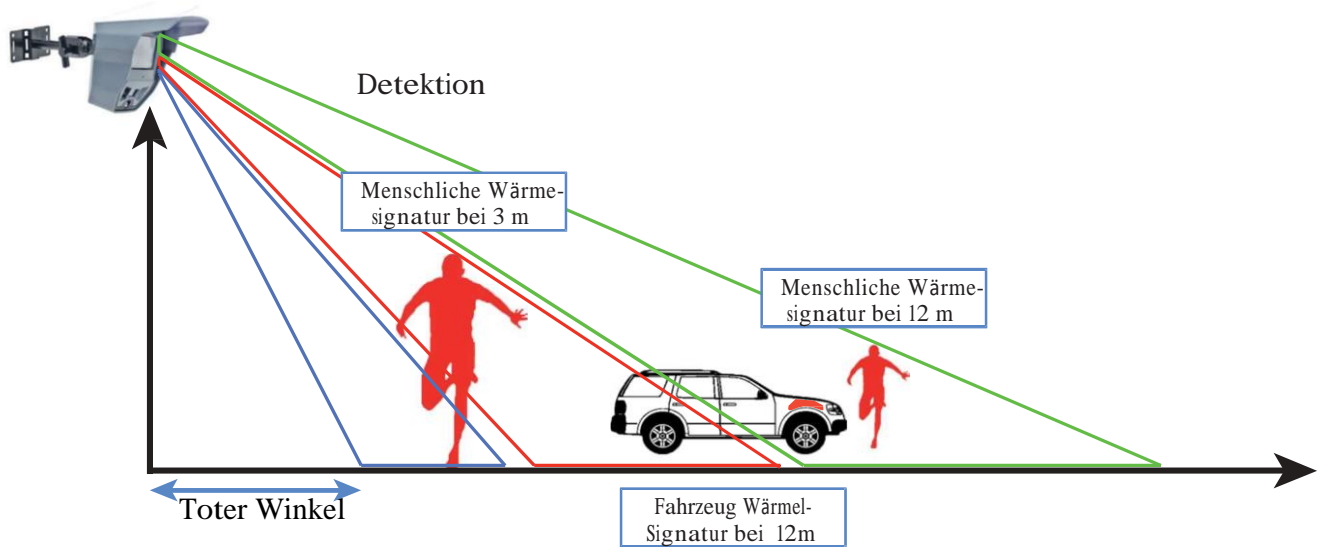 Detektion
Menschliche Wärme-
signatur bei 3 m
Menschliche Wärme-
signatur bei 12 m
Toter Winkel
Fahrzeug Wärmel-
Signatur bei 12m